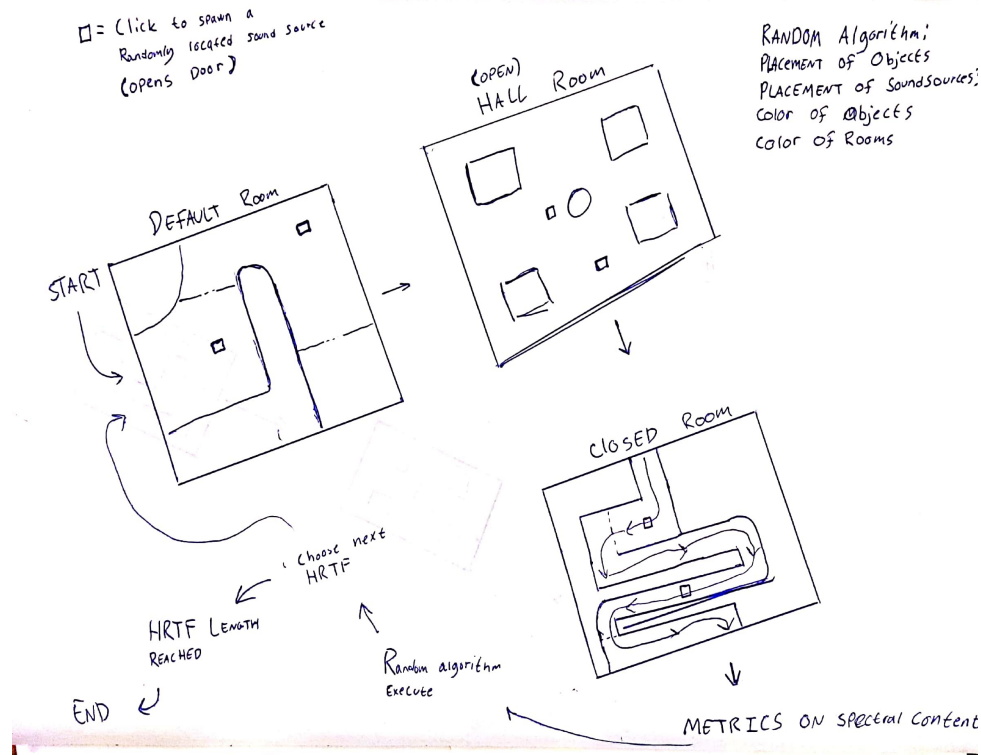 □ = Click to spawn a
Randomly located sound source
(opens Door)
RANDOM Algorithm;
PLACEMENT of Objects
PLACEMENT of SoundSources;
Color of Objects
Color of Rooms
(OPEN)
HALL Room
DEFAULT Room
START
CLOSED Room
Choose next
HRTF
HRTF LENGTH
REACHED
Random algorithm
Execute
END
METRICS ON SPECTRAL CONTENT